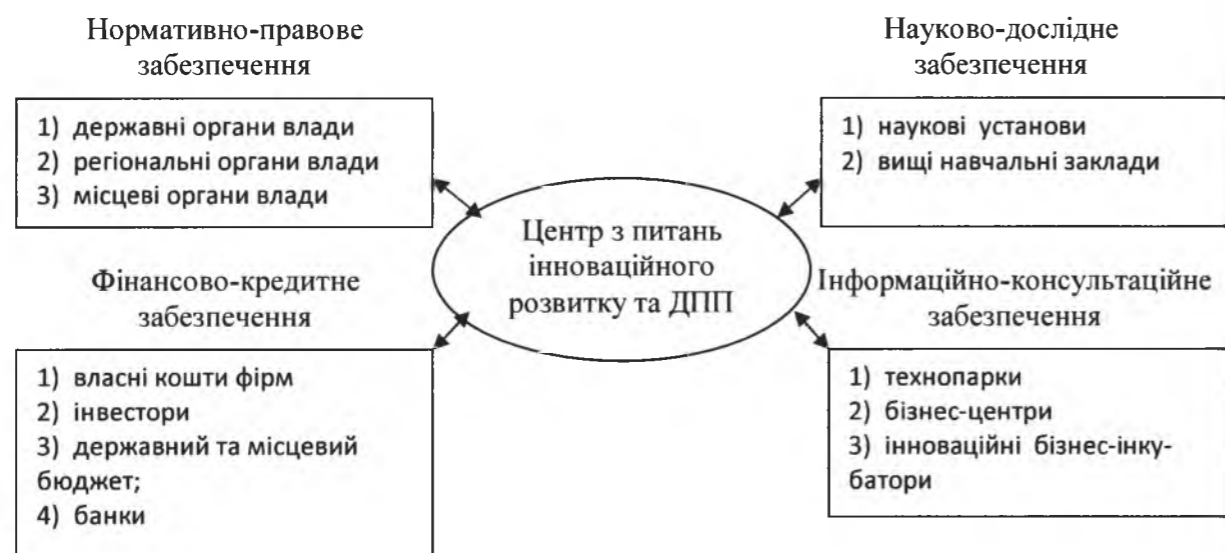 Нормативно-правове
забезпечення
1) державні органи влади
2) регіональні органи влади
3) місцеві органи влади
Науково-дослідне
забезпечення
1) наукові установи
2) вищі навчальні заклади
Центр з питань
інноваційного
розвитку та ДПП
Фінансово-кредитне
забезпечення
1) власні кошти фірм
2) інвестори
3) державний та місцевий
бюджет;
4) банки
Інформаційно-консультаційне
забезпечення
1) технопарки
2) бізнес-центри
3) інноваційні бізнес-інку-
батори